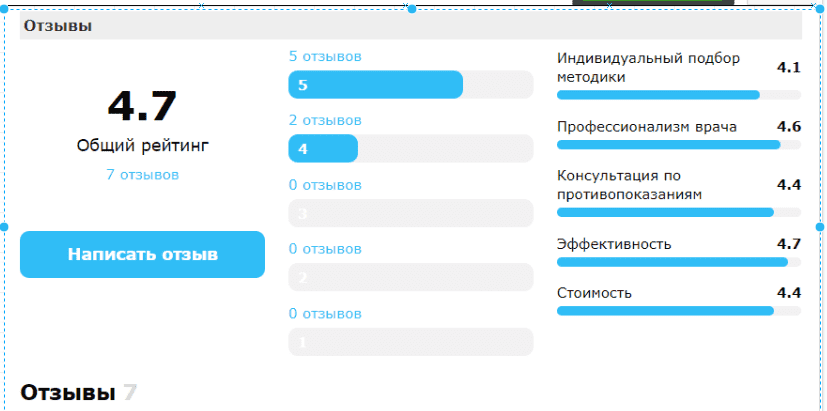 Отзывы
4.7
Общий рейтинг
7 отзывов
Написать отзыв
5 отзывов
5
2 отзывов
4
0 отзывов
3
0 отзывов
2
0 отзывов
1
Индивидуальный подбор
методики
4.1
Профессионализм врача 4.6
Консультация по
противопоказаниям
4.4
Эффективность 4.7
Стоимость 4.4
Отзывы 7